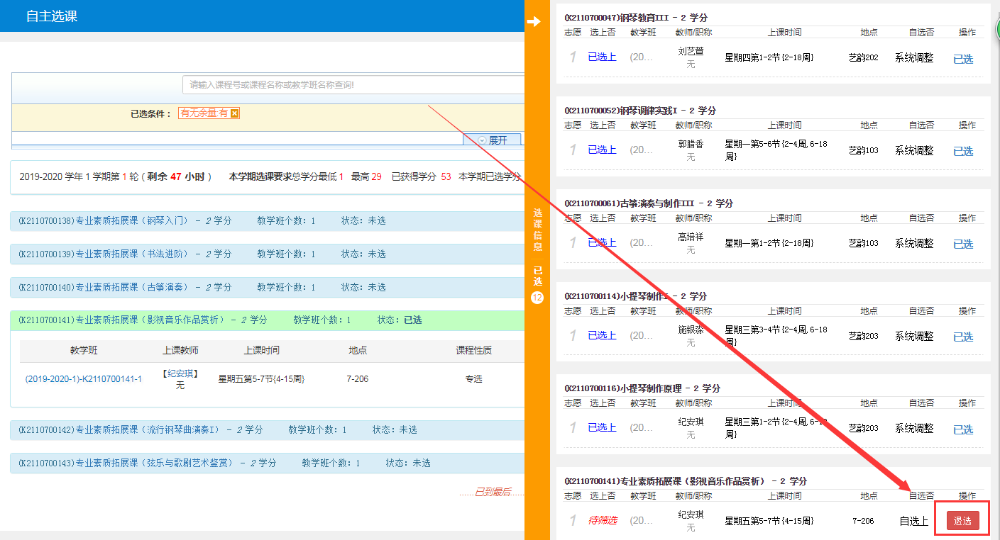 自主选课
请输入课程号或课程名称或教学班名称查询!
已选条件： 有无余量:有
展开
2019-2020 学年 1 学期第 1 轮 ( 剩余 47 小时 ) 本学期选课要求总学分最低 1 最高 29 已获得学分 53 本学期已选学分
(K2110700138)专业素质拓展课（钢琴入门） - 2 学分 教学班个数：1 状态：未选
(K2110700139)专业素质拓展课（书法进阶） - 2 学分 教学班个数：1 状态：未选
(K2110700140)专业素质拓展课（古筝演奏） - 2 学分 教学班个数：1 状态：未选
(K2110700141)专业素质拓展课（影视音乐作品赏析） - 2 学分 教学班个数：1 状态：已选
教学班 上课教师 上课时间 地点 课程性质
(2019-2020-1)-K2110700141-1 【纪安琪】 星期五第5-7节{4-15周} 7-206 专选
无
(K2110700142)专业素质拓展课（流行钢琴曲演奏I） - 2 学分 教学班个数：1 状态：未选
(K2110700143)专业素质拓展课（弦乐与歌剧艺术鉴赏） - 2 学分 教学班个数：1 状态：未选
......已到最后......
选课信息
已选
12
(K2110700047)钢琴教育III - 2 学分
志愿 选上否 教学班 教师/职称 上课时间 地点 自选否 操作
1 已选上 (20... 刘艺萱 星期四第1-2节{2-18周} 艺韵202 系统调整 已选
无
(K2110700052)钢琴调律实践I - 2 学分
志愿 选上否 教学班 教师/职称 上课时间 地点 自选否 操作
1 已选上 (20... 郭腊香 星期一第5-6节{2-4周,6-18 艺韵103 系统调整 已选
无 周}
(K2110700061)古筝演奏与制作III - 2 学分
志愿 选上否 教学班 教师/职称 上课时间 地点 自选否 操作
1 已选上 (20... 高培祥 星期一第1-2节{2-18周} 艺韵103 系统调整 已选
无
(K2110700114)小提琴制作I - 2 学分
志愿 选上否 教学班 教师/职称 上课时间 地点 自选否 操作
1 已选上 (20... 施银淼 星期三第3-4节{2-4周,6-18 艺韵203 系统调整 已选
无 周}
(K2110700116)小提琴制作原理 - 2 学分
志愿 选上否 教学班 教师/职称 上课时间 地点 自选否 操作
1 已选上 (20... 纪安琪 星期三第1-2节{2-4周,6-18 艺韵203 系统调整 已选
无 周}
(K2110700141)专业素质拓展课（影视音乐作品赏析） - 2 学分
志愿 选上否 教学班 教师/职称 上课时间 地点 自选否 操作
1 待筛选 (20... 纪安琪 星期五第5-7节{4-15周} 7-206 自选上 退选
无